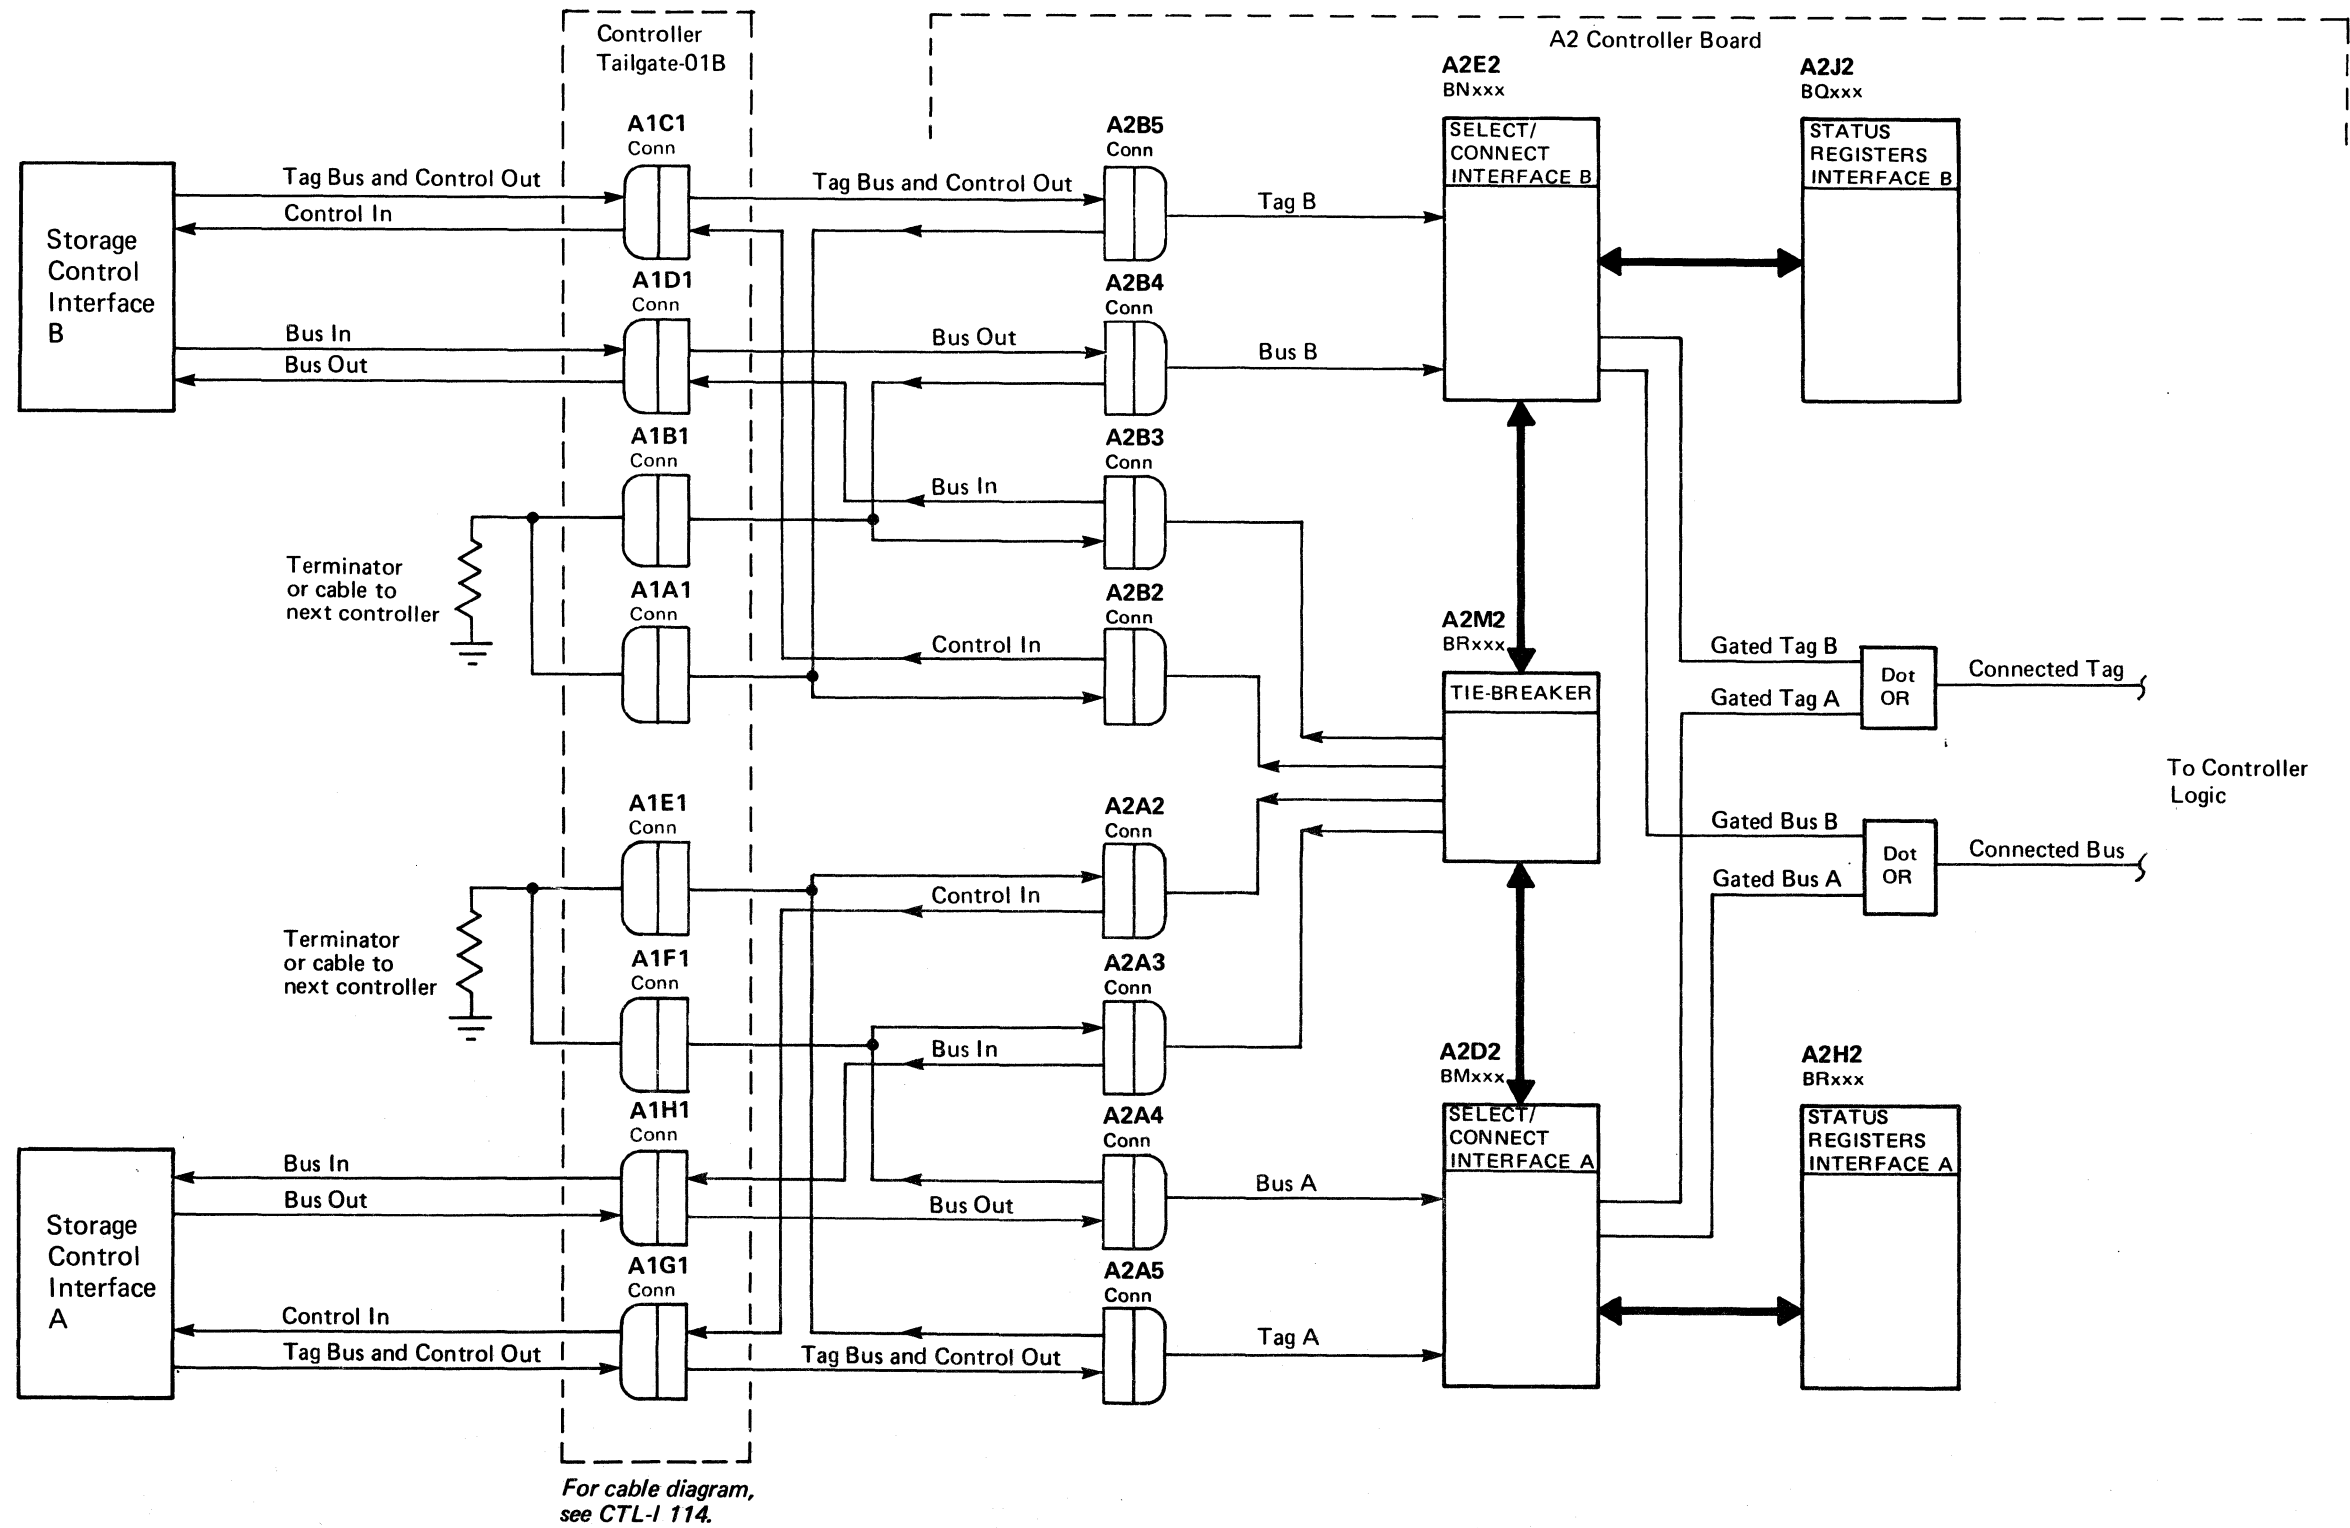 Controller
Tailgate-01B
A2 Controller Board
A2E2
BNxxx
A2J2
BQxxx
A1C1
Conn
A2B5
Conn
SELECT/
CONNECT
INTERFACE B
STATUS
REGISTERS
INTERFACE B
Tag Bus and Control Out
Control In
Tag Bus and Control Out
Tag B
Storage
Control
Interface
B
A1D1
Conn
A2B4
Conn
Bus In
Bus Out
Bus Out
Bus B
A1B1
Conn
A2B3
Conn
Bus In
Terminator
or cable to
next controller
A1A1
Conn
A2B2
Conn
Control In
A2M2
BRxxx
TIE-BREAKER
Gated Tag B
Gated Tag A
Dot
OR
Connected Tag
To Controller
Logic
A1E1
Conn
A2A2
Conn
Control In
Gated Bus B
Gated Bus A
Dot
OR
Connected Bus
Terminator
or cable to
next controller
A1F1
Conn
A2A3
Conn
Bus In
A2D2
BMxxx
A2H2
BRxxx
A1H1
Conn
A2A4
Conn
SELECT/
CONNECT
INTERFACE A
STATUS
REGISTERS
INTERFACE A
Bus In
Bus Out
Bus Out
Bus A
Storage
Control
Interface
A
A1G1
Conn
A2A5
Conn
Control In
Tag Bus and Control Out
Tag Bus and Control Out
Tag A
For cable diagram,
see CTL-I 114.